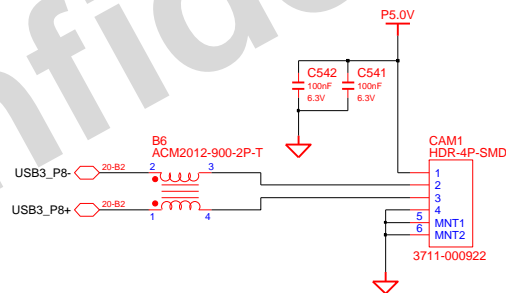 nfide
P5.0V
C542
100nF
6.3V
C541
100nF
6.3V
B6
ACM2012-900-2P-T
CAM1
HDR-4P-SMD
USB3_P8-
20-B2
2
3
1
2
USB3_P8+
20-B2
1
4
3
4
5
MNT1
6
MNT2
3711-000922